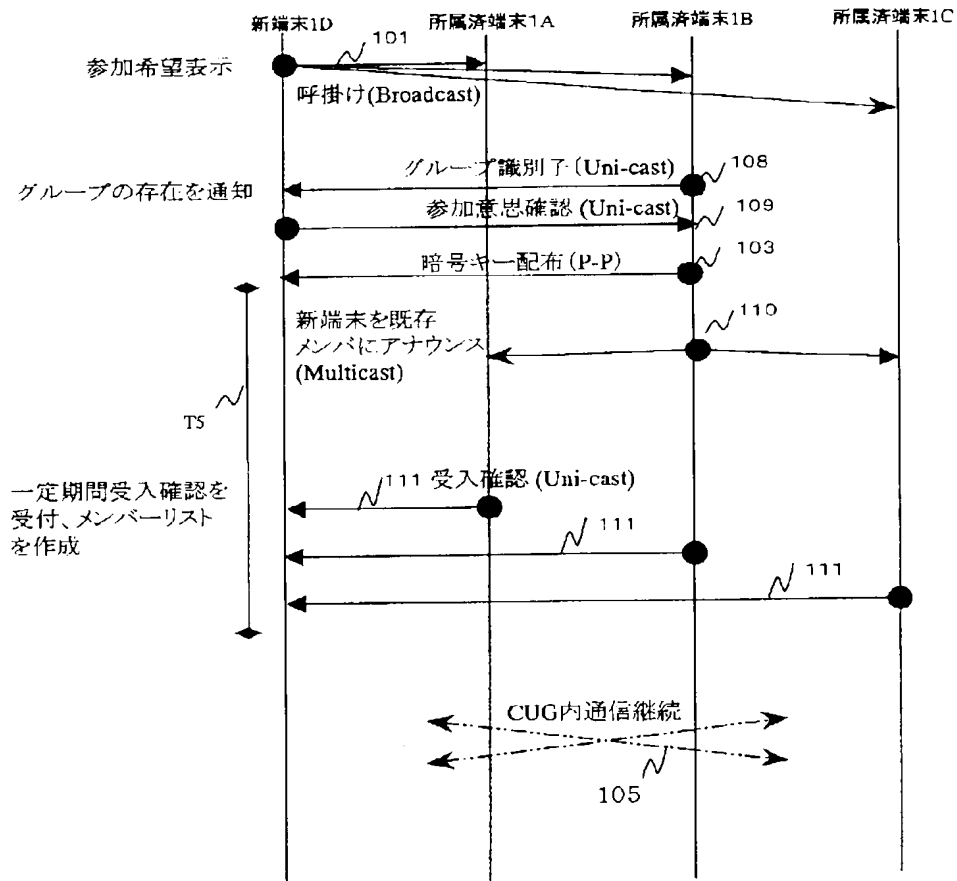 新端末1D
所属済端末1A
所属済端末1B
所属済端末1C
101
参加希望表示
呼掛け(Broadcast)
グループ識別子(Uni-cast)
108
グループの存在を通知
参加意思確認 (Uni-cast)
109
暗号キー配布(P-P)
103
新端末を既存
メンバにアナウンス
(Multicast)
110
T5
一定期間受入確認を
受付、メンバーリスト
を作成
111 受入確認 (Uni-cast)
111
111
CUG内通信継続
105